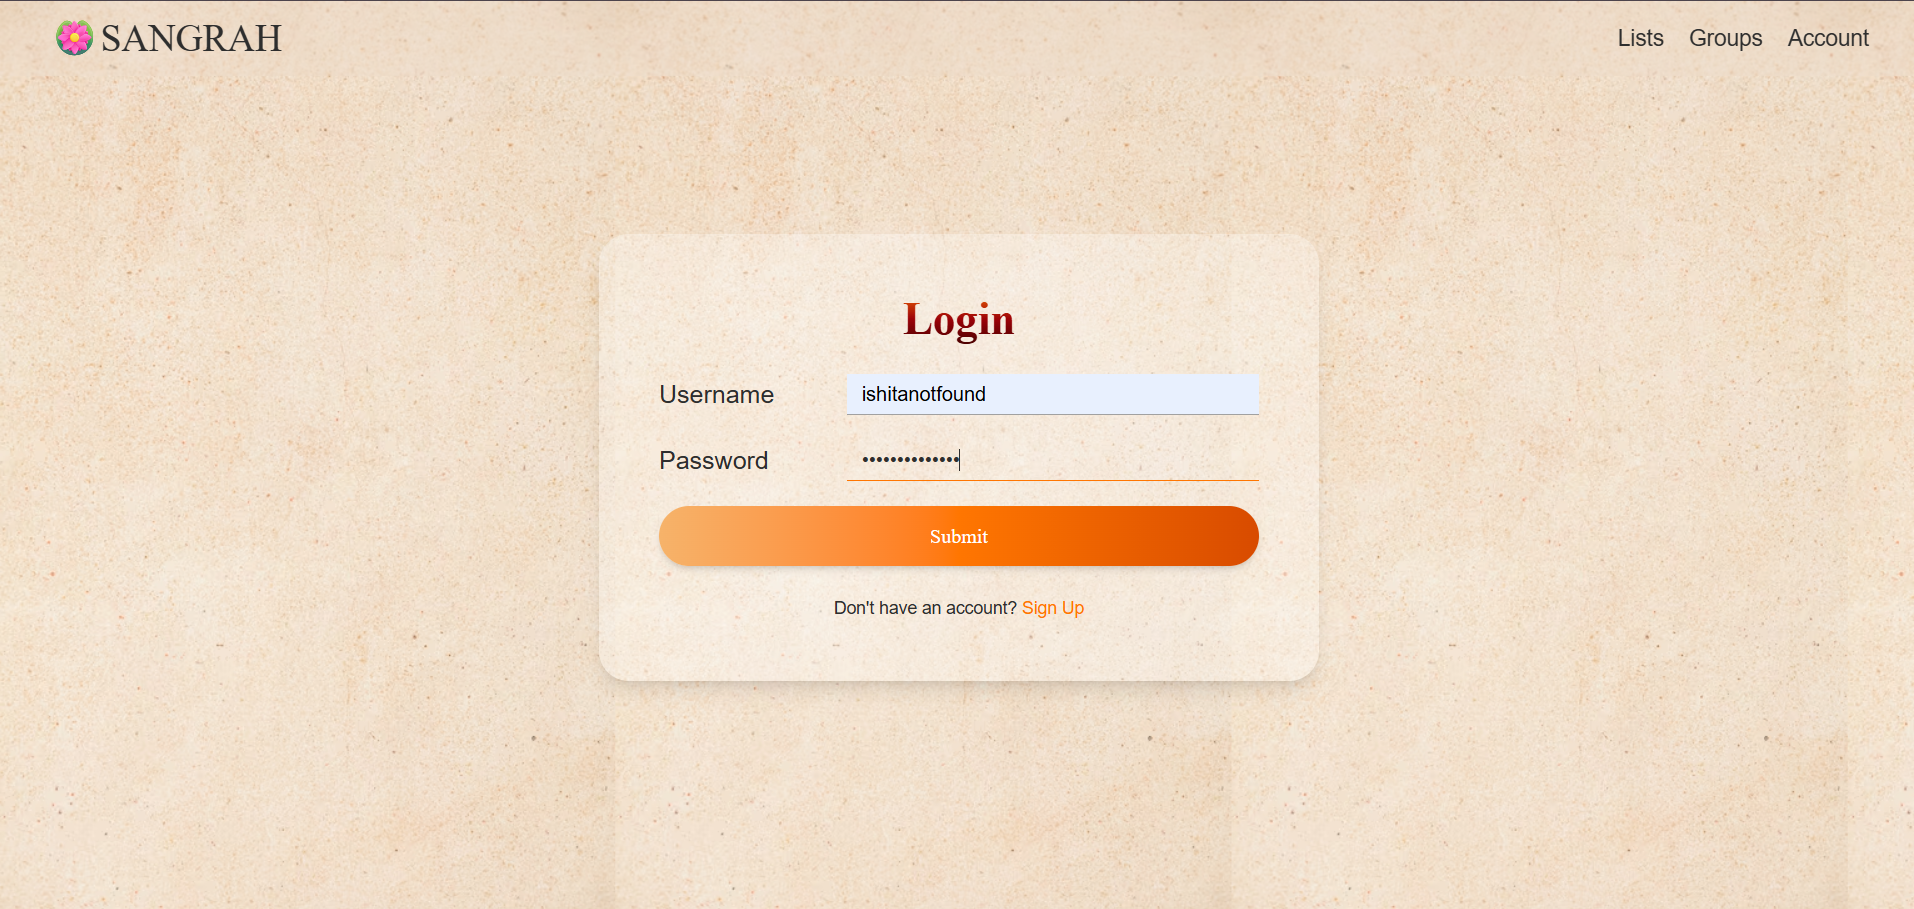 SANGRAH
Lists Groups Account
Login
Username ishitanotfound
Password ••••••••••••••
Submit
Don't have an account? Sign Up